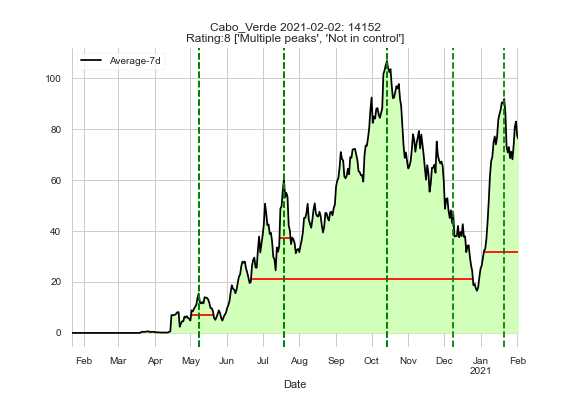 Cabo_Verde 2021-02-02: 14152
Rating:8 ['Multiple peaks', 'Not in control']
Average-7d
100
80
60
40
20
0
Feb Mar Apr May Jun Jul Aug Sep Oct Nov Dec Jan Feb
2021
Date